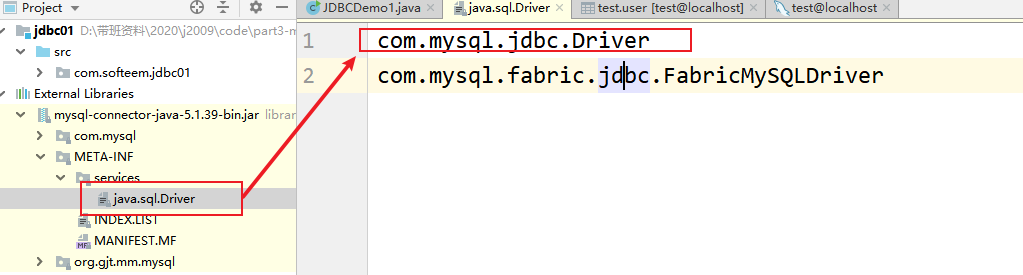 Project
jdbc01 D:\带班资料\2020\j2009\code\part3-m
src
com.softeem.jdbc01
External Libraries
mysql-connector-java-5.1.39-bin.jar librar
com.mysql
META-INF
services
java.sql.Driver
INDEX.LIST
MF MANIFEST.MF
org.gjt.mm.mysql
JDBCDemo1.java
java.sql.Driver
test.user [test@localhost]
test@localhost
1 com.mysql.jdbc.Driver
2 com.mysql.fabric.jdbc.FabricMySQLDriver